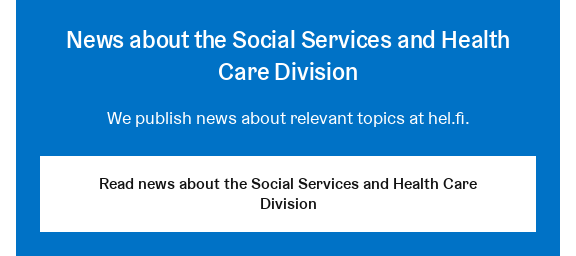 News about the Social Services and Health
Care Division
We publish news about relevant topics at hel.fi.
Read news about the Social Services and Health Care
Division